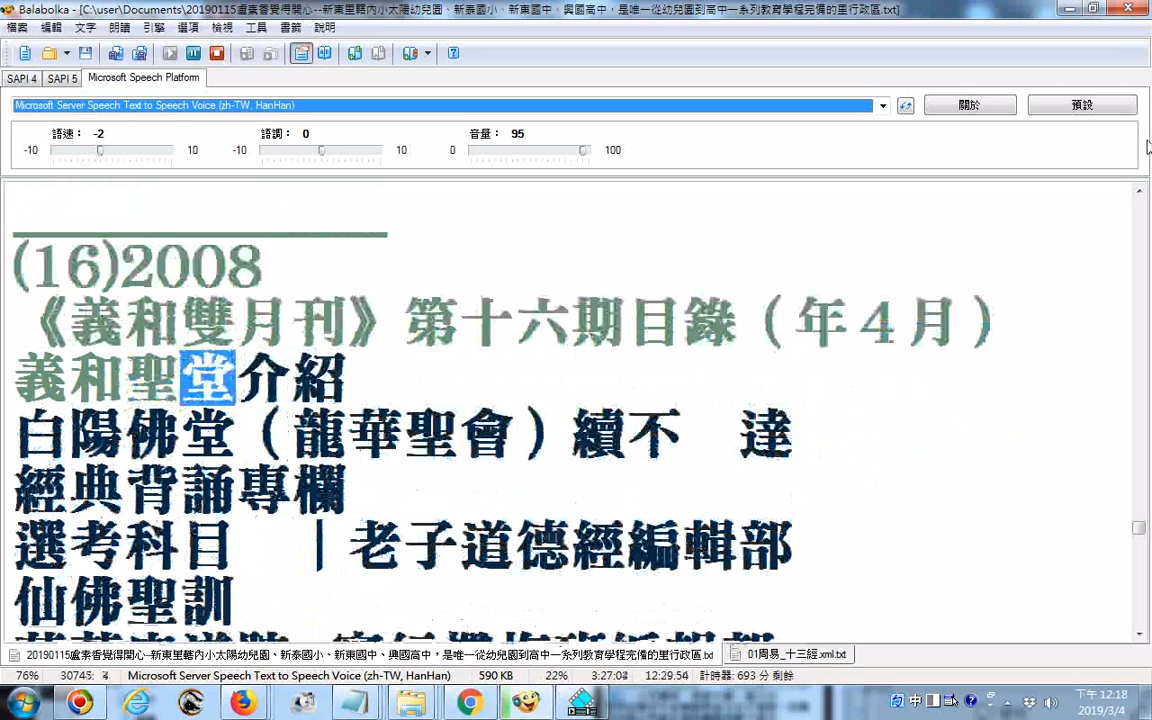 Balabolka - [C:\user\Documents\20190115盧素香覺得開心--新東里轄內小太陽幼兒園、新泰國小、新東國中、興國高中，是唯一從幼兒園到高中一系列教育學程完備的里行政區.txt]
檔案 編輯 文字 朗讀 引擎 選項 檢視 工具 書籤 說明
SAPI 4 SAPI 5 Microsoft Speech Platform
Microsoft Server Speech Text to Speech Voice (zh-TW, HanHan) 關於 預設
語速： -2 語調： 0 音量： 95
-10 10 -10 10 0 100
(16)2008
《義和雙月刊》第十六期目錄（年４月）
義和聖堂介紹
白陽佛堂（龍華聖會）續不 達
經典背誦專欄
選考科目 ｜老子道德經編輯部
仙佛聖訓
20190115盧素香覺得開心--新東里轄內小太陽幼兒園、新泰國小、新東國中、興國高中，是唯一從幼兒園到高中一系列教育學程完備的里行政區.txt 01周易_十三經.xml.txt
76% 30745: 4 Microsoft Server Speech Text to Speech Voice (zh-TW, HanHan) 590 KB 22% 3:27:03 12:29:54 計時器: 693 分 剩餘
中 下午 12:18
2019/3/4